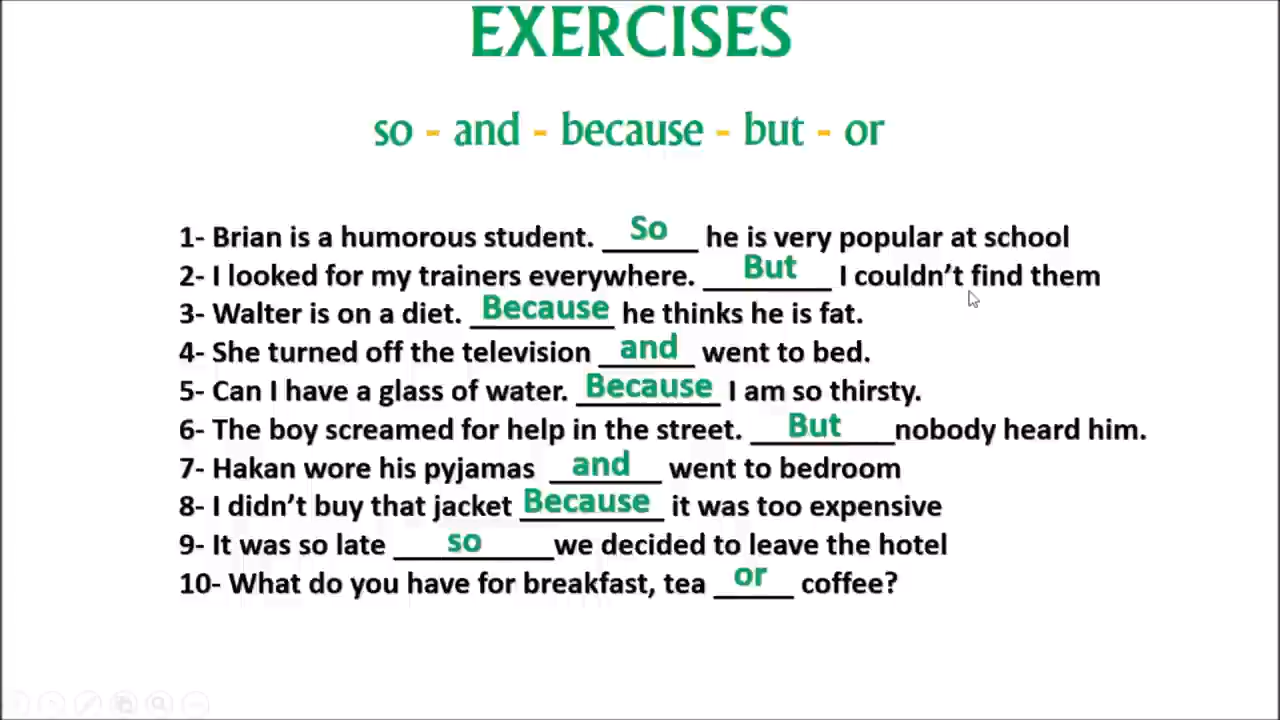 EXERCISES
so - and - because - but - or
1- Brian is a humorous student. So he is very popular at school
2- I looked for my trainers everywhere. But I couldn't find them
3- Walter is on a diet. Because he thinks he is fat.
4- She turned off the television and went to bed.
5- Can I have a glass of water. Because I am so thirsty.
6- The boy screamed for help in the street. But nobody heard him.
7- Hakan wore his pyjamas and went to bedroom
8- I didn't buy that jacket Because it was too expensive
9- It was so late so we decided to leave the hotel
10- What do you have for breakfast, tea or coffee?